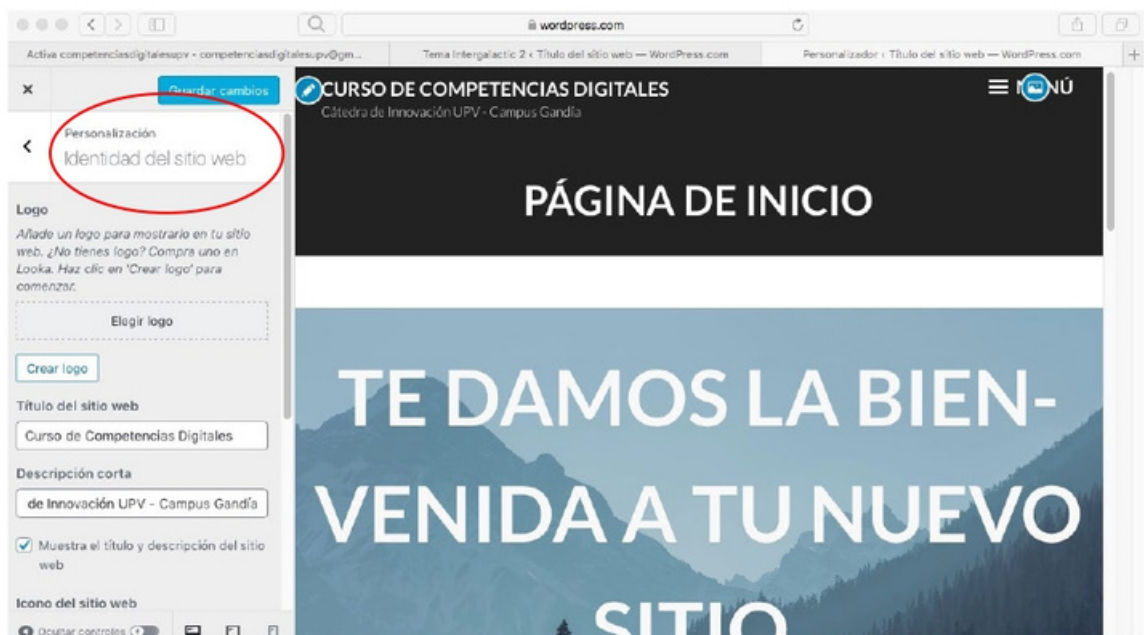 wordpress.com
Activa competenciasdigitalesupv - competenciasdigitalesupv@gm...
Tema Intergalactic 2 ‹ Título del sitio web — WordPress.com
Personalizador ‹ Título del sitio web — WordPress.com
Guardar cambios
Personalización
Identidad del sitio web
Logo
Añade un logo para mostrarlo en tu sitio
web. ¿No tienes logo? Compra uno en
Looka. Haz clic en 'Crear logo' para
comenzar.
Elegir logo
Crear logo
Título del sitio web
Curso de Competencias Digitales
Descripción corta
de Innovación UPV - Campus Gandía
Muestra el título y descripción del sitio
web
Icono del sitio web
Ocultar controles
CURSO DE COMPETENCIAS DIGITALES
Cátedra de Innovación UPV - Campus Gandía
PÁGINA DE INICIO
TE DAMOS LA BIEN-
VENIDA A TU NUEVO
SITIO